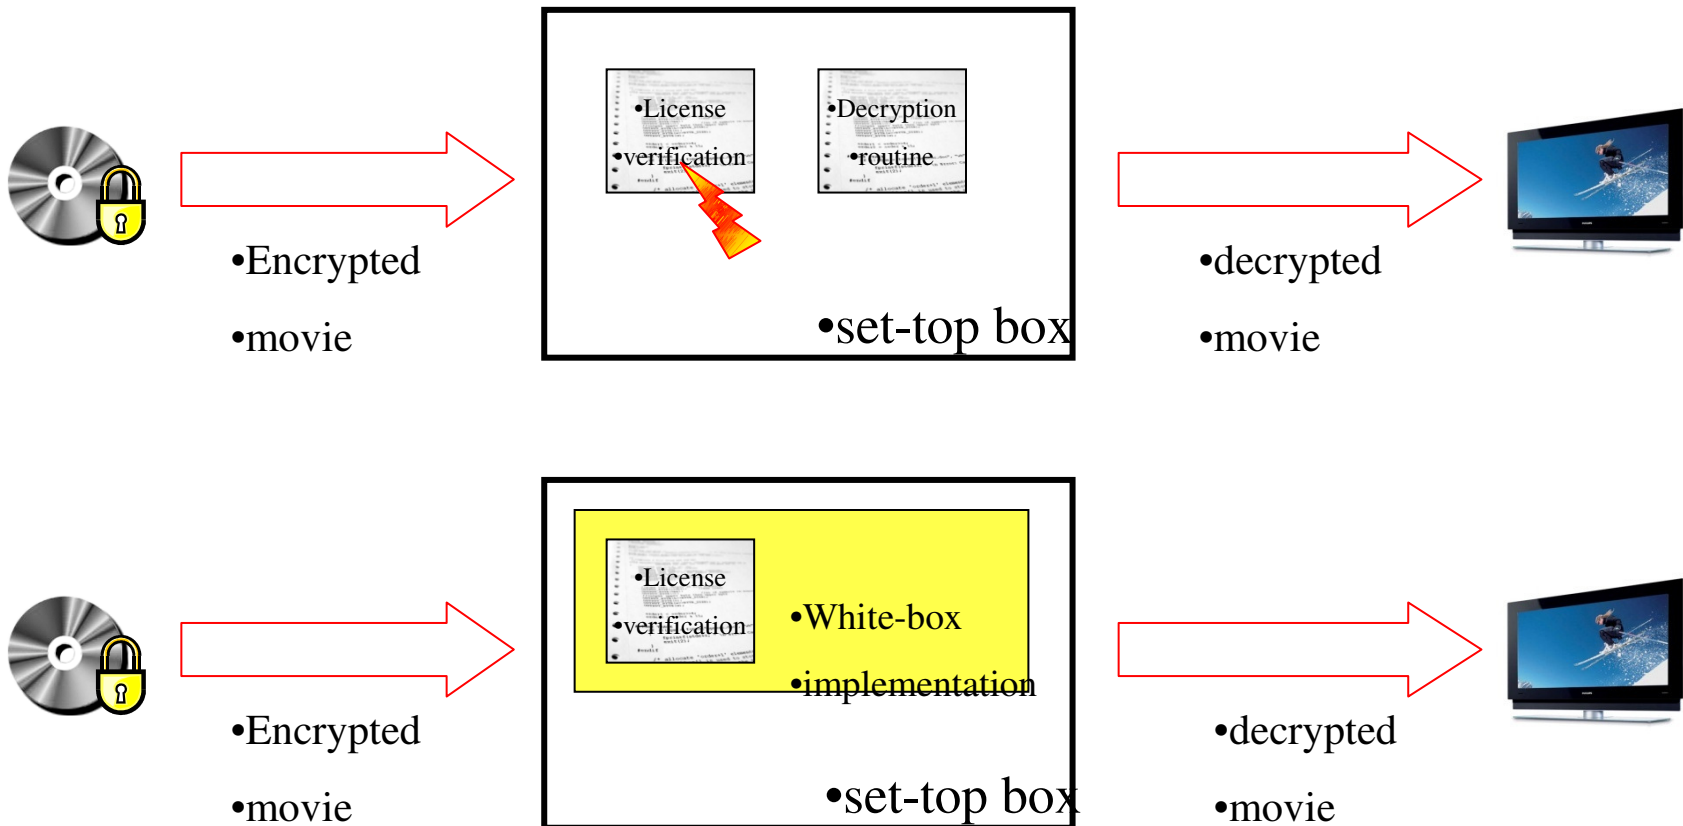 •License
•verification
•Decryption
•routine
•Encrypted
•movie
•set-top box
•decrypted
•movie
•License
•verification
•White-box
•implementation
•Encrypted
•movie
•set-top box
•decrypted
•movie